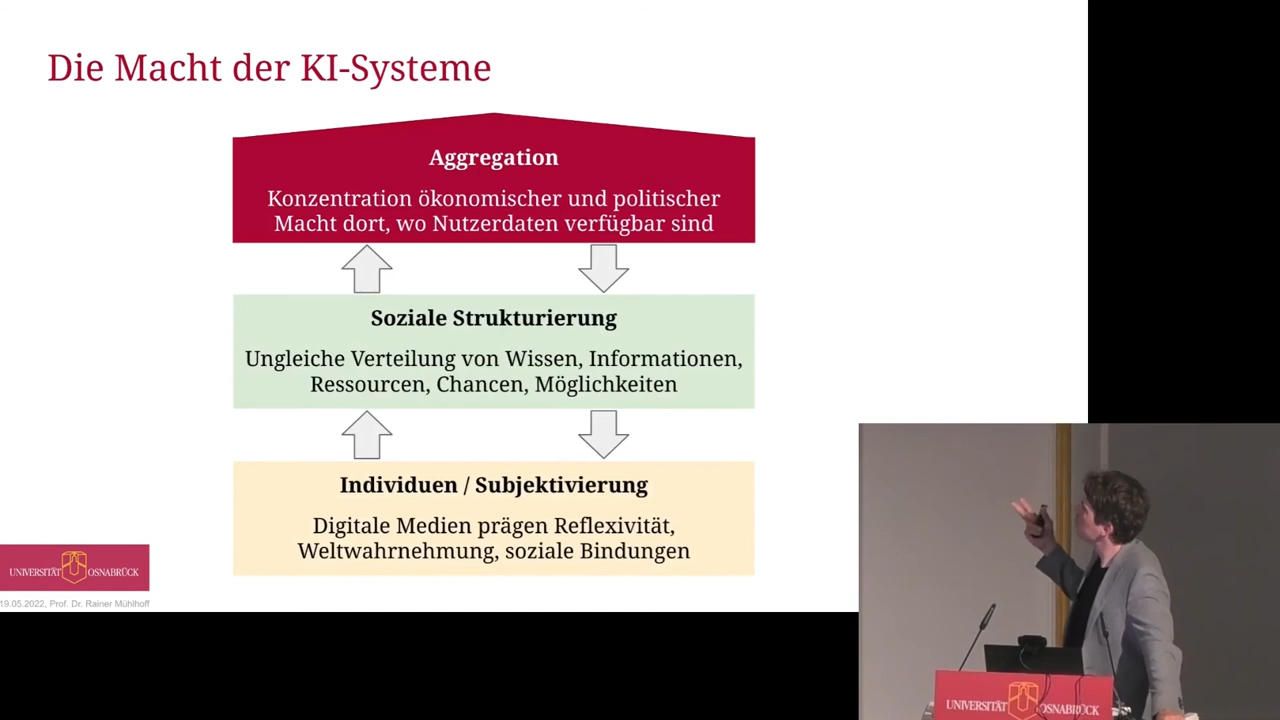 Die Macht der KI-Systeme
Aggregation
Konzentration ökonomischer und politischer
Macht dort, wo Nutzerdaten verfügbar sind
Soziale Strukturierung
Ungleiche Verteilung von Wissen, Informationen,
Ressourcen, Chancen, Möglichkeiten
Individuen / Subjektivierung
Digitale Medien prägen Reflexivität,
Weltwahrnehmung, soziale Bindungen
UNIVERSITÄT OSNABRÜCK
19.05.2022, Prof. Dr. Rainer Mühlhoff
UNIVERSITÄT OSNABRÜCK